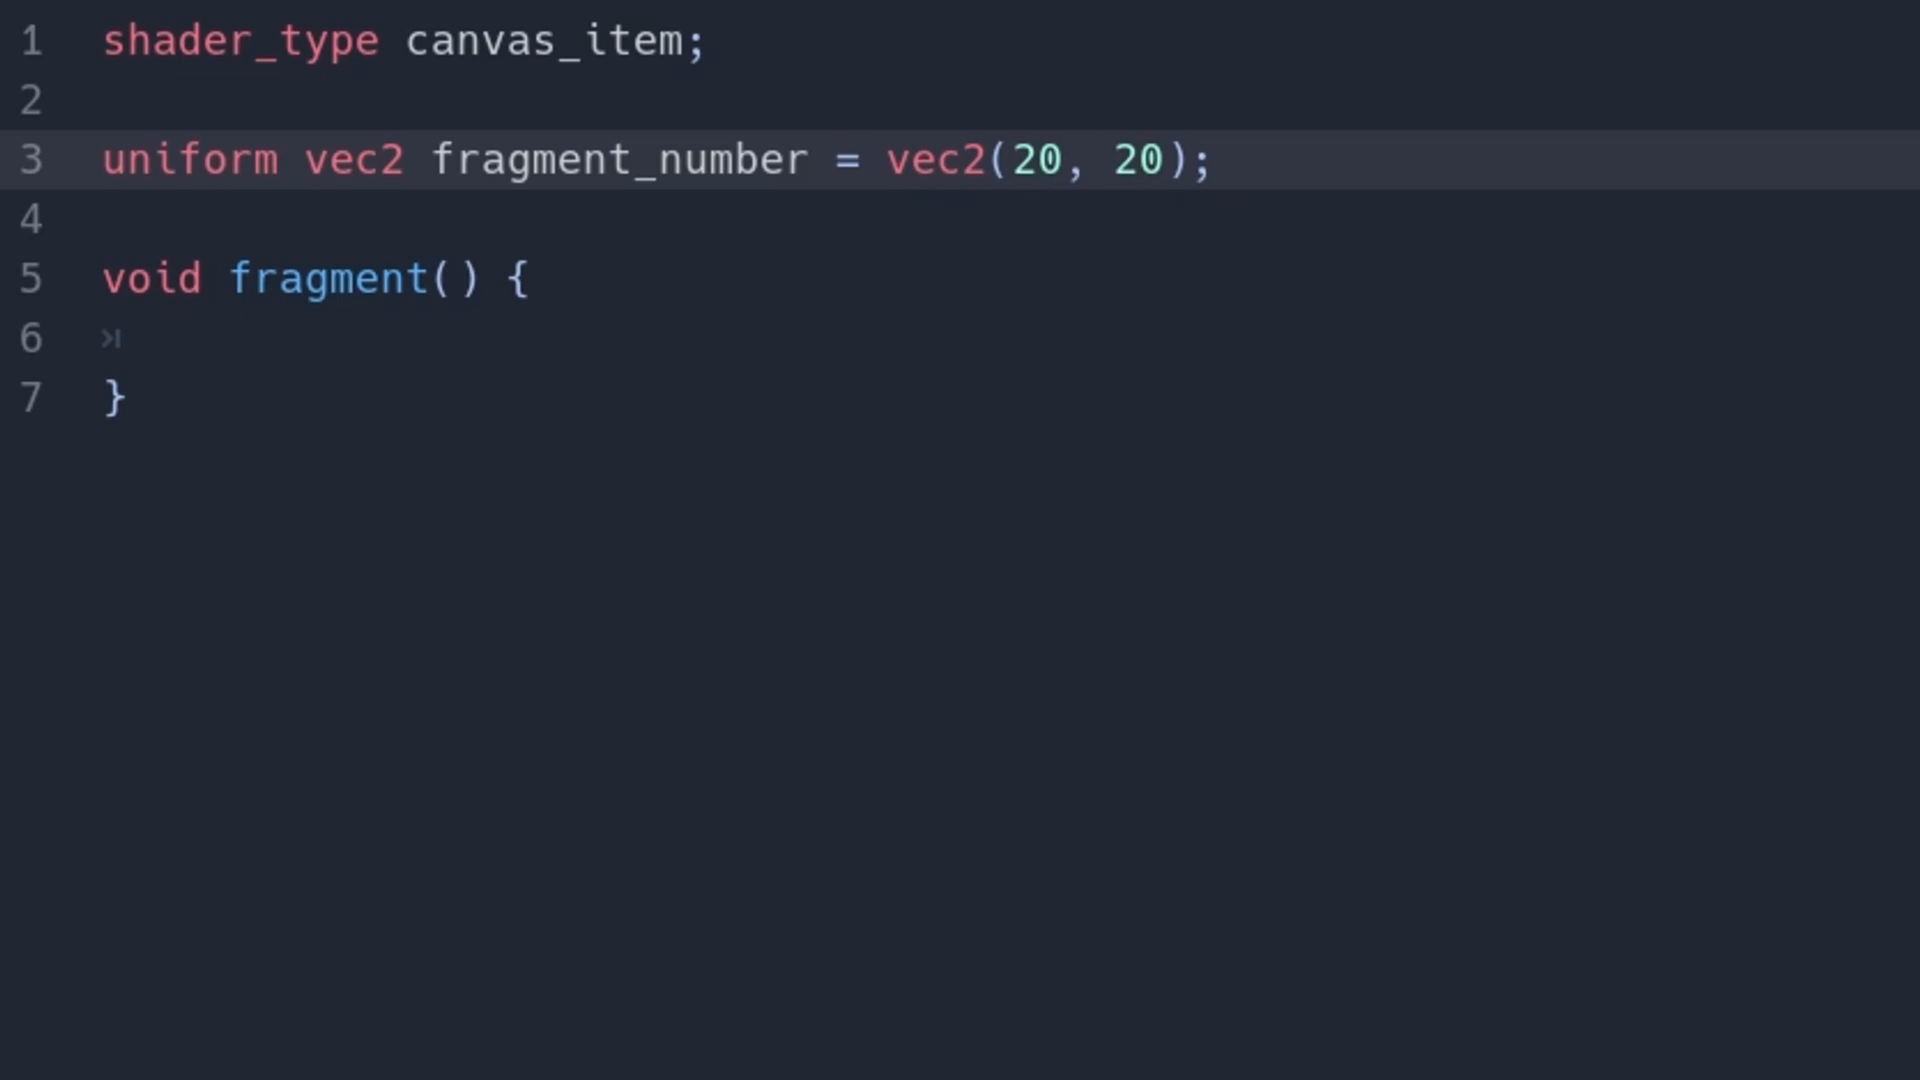 1 shader_type canvas_item;
2
3 uniform vec2 fragment_number = vec2(20, 20);
4
5 void fragment() {
6
7 }